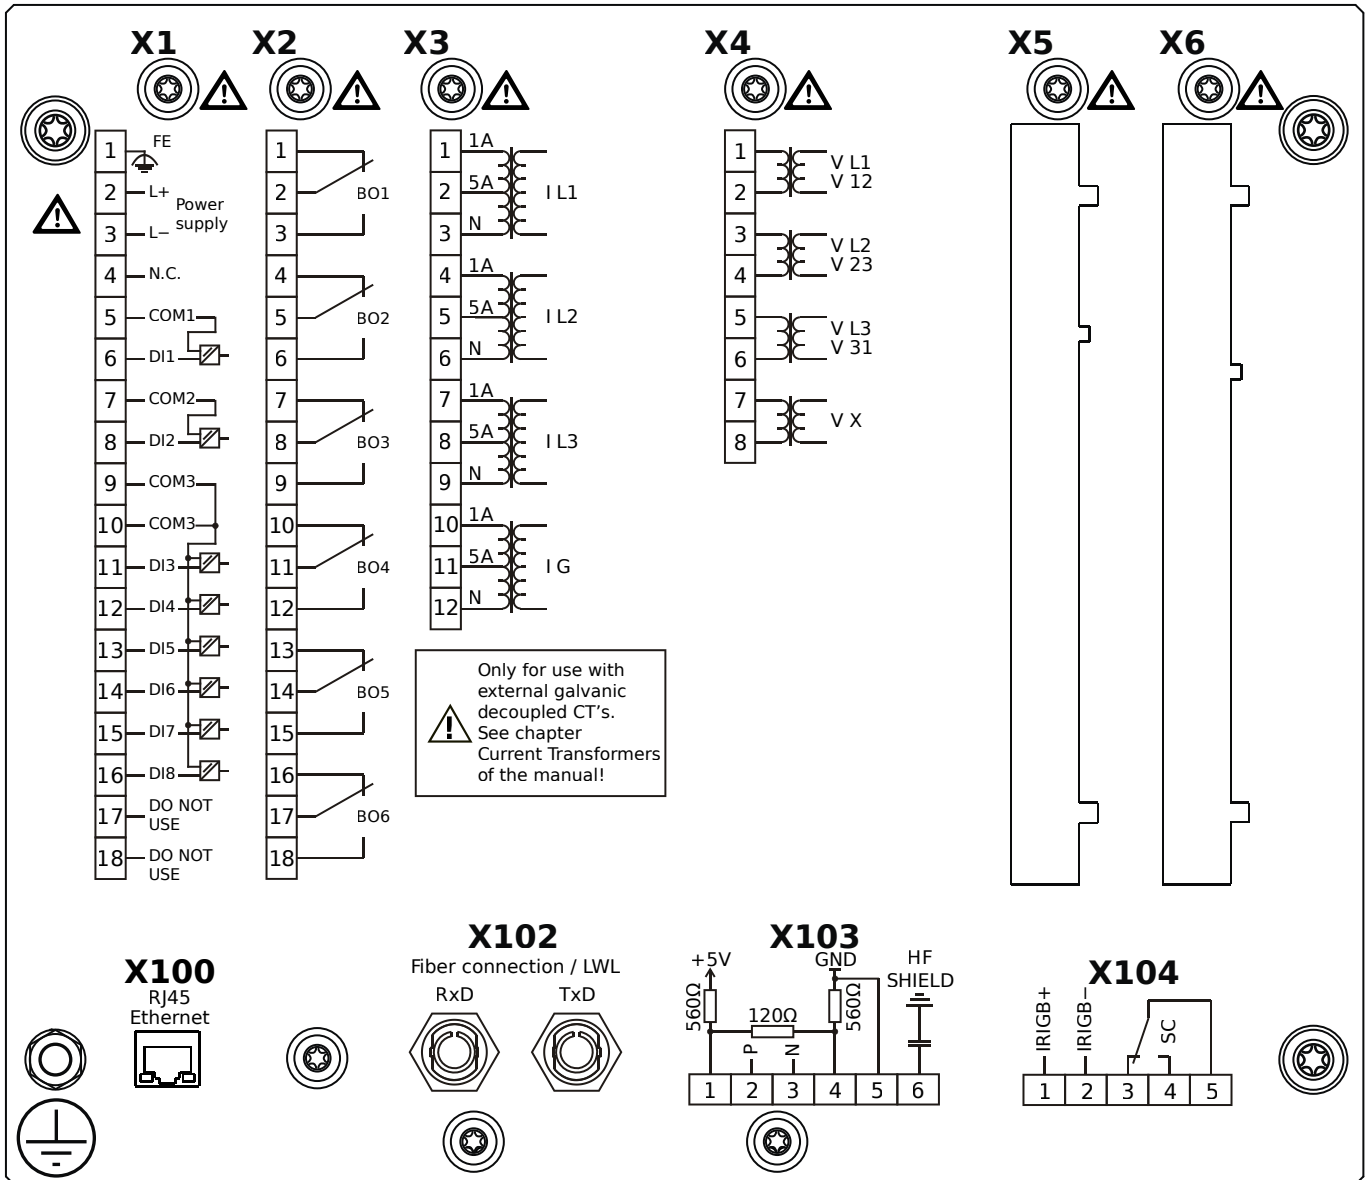 X1
X2
X3
X4
X5
X6
1 FE
2 L+
Power
supply
3 L−
4 N.C.
5 COM1
6 DI1
7 COM2
8 DI2
9 COM3
10 COM3
11 DI3
12 DI4
13 DI5
14 DI6
15 DI7
16 DI8
17 DO NOT
USE
18 DO NOT
USE
1
2 BO1
3
4
5 BO2
6
7
8 BO3
9
10
11 BO4
12
13
14 BO5
15
16
17 BO6
18
1 1A
2 5A I L1
3 N
4 1A
5 5A I L2
6 N
7 1A
8 5A I L3
9 N
10 1A
11 5A I G
12 N
Only for use with
external galvanic
decoupled CT's.
See chapter
Current Transformers
of the manual!
1 V L1
2 V 12
3 V L2
4 V 23
5 V L3
6 V 31
7
V X
8
X100
RJ45
Ethernet
X102
Fiber connection / LWL
RxD TxD
X103
+5V GND HF
SHIELD
560Ω 120Ω 560Ω
P N
1 2 3 4 5 6
X104
IRIGB+ IRIGB− SC
1 2 3 4 5